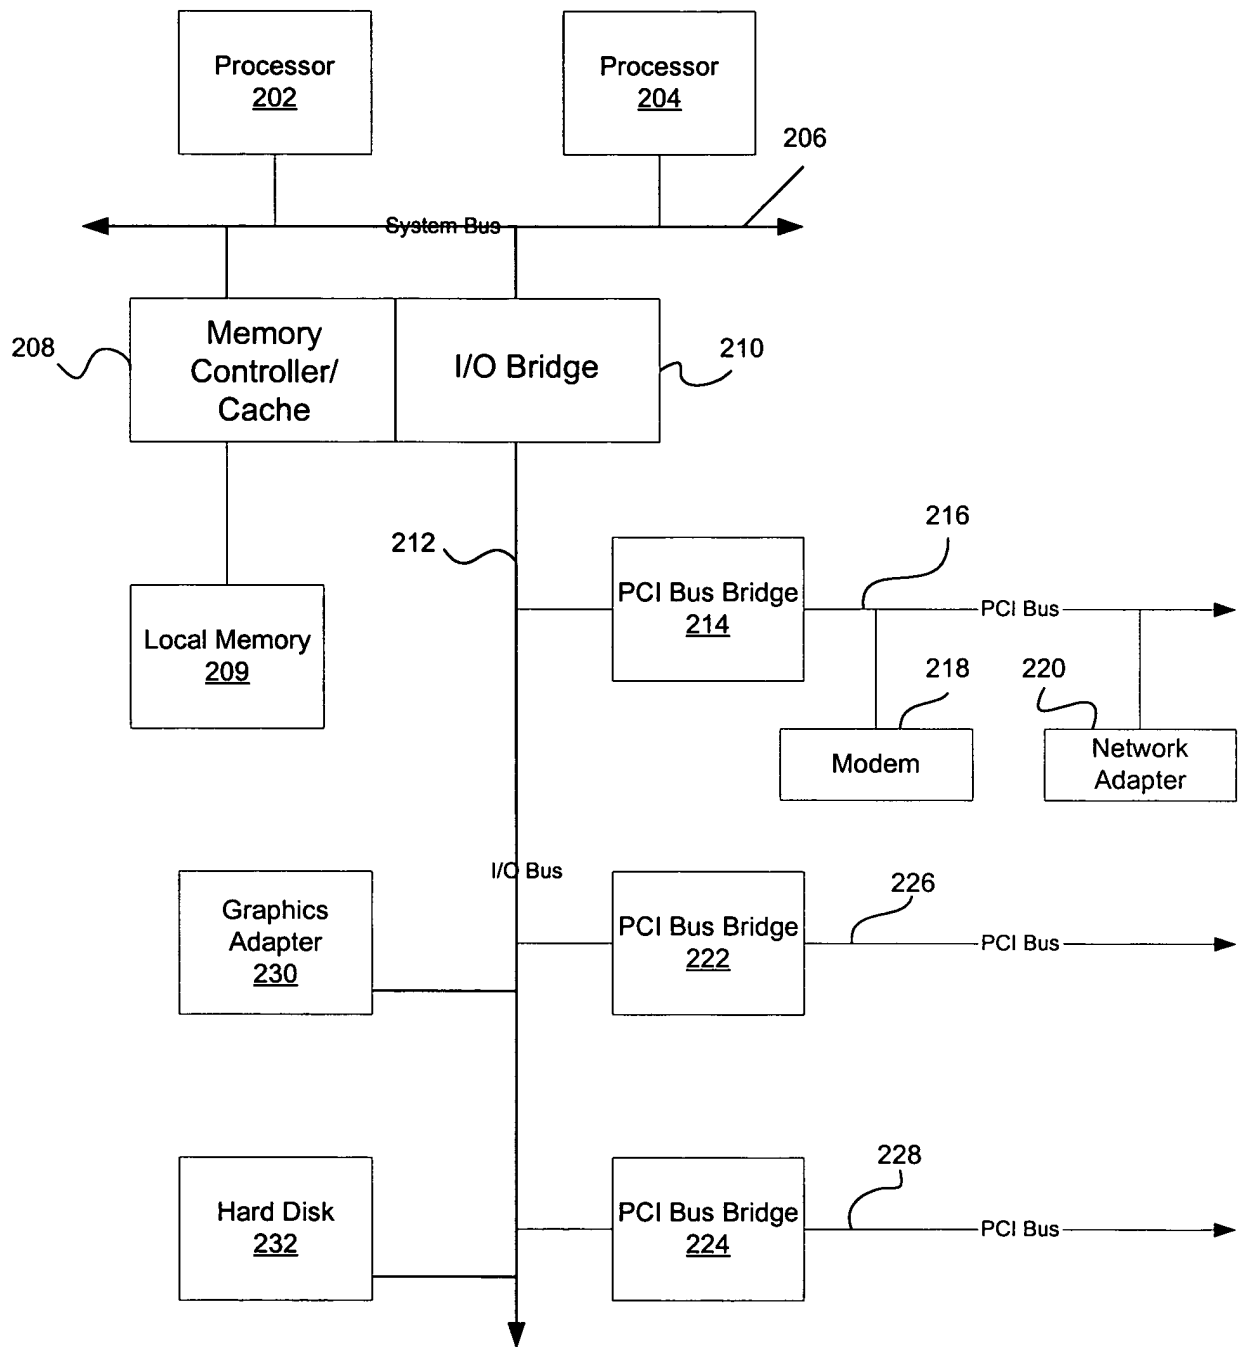 Processor
202
Processor
204
206
System Bus
208
Memory
Controller/
Cache
I/O Bridge
210
212
216
PCI Bus Bridge
214
PCI Bus
Local Memory
209
218
220
Modem
Network
Adapter
I/O Bus
226
Graphics
Adapter
230
PCI Bus Bridge
222
PCI Bus
228
Hard Disk
232
PCI Bus Bridge
224
PCI Bus